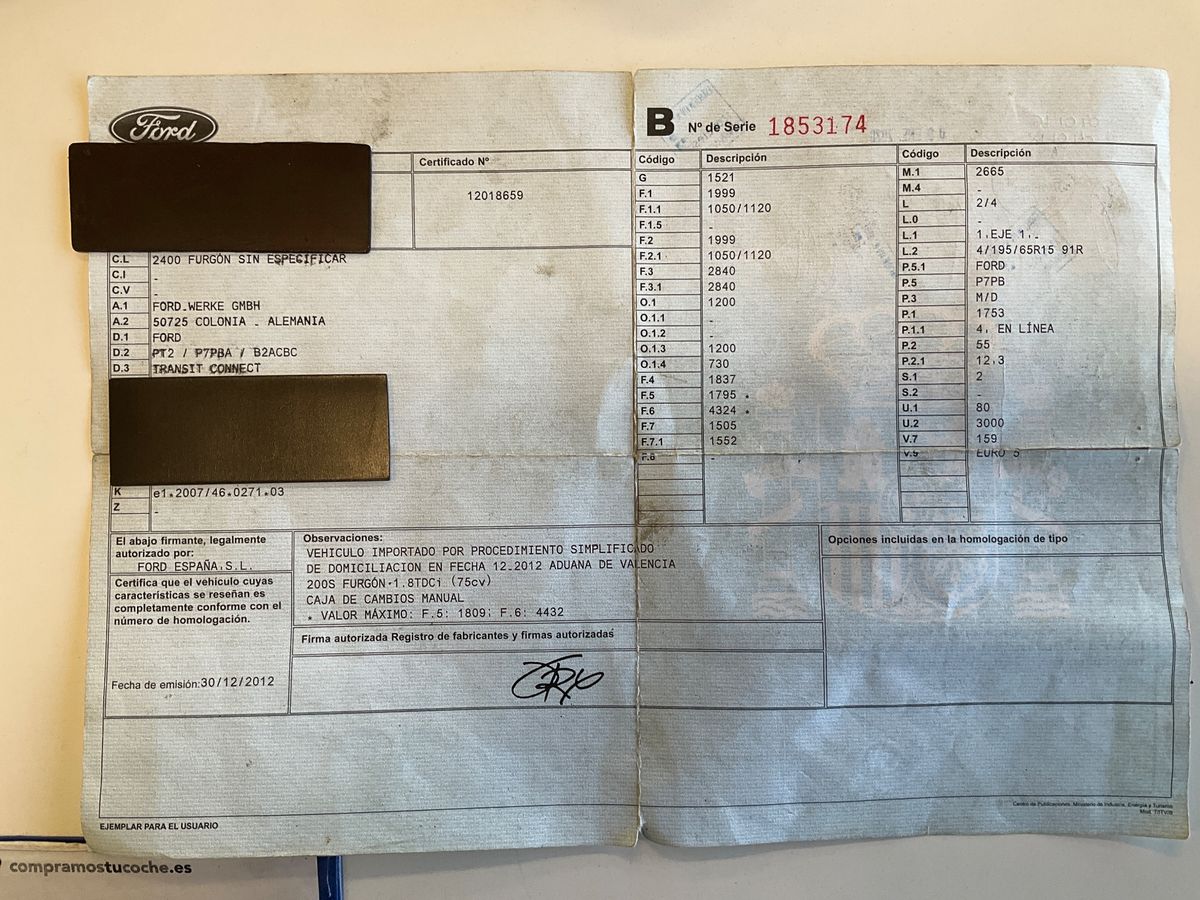 Ford
Certificado Nº
12018659
C.L 2400 FURGÓN SIN ESPECIFICAR
C.I -
C.V -
A.1 FORD-WERKE GMBH
A.2 50725 COLONIA - ALEMANIA
D.1 FORD
D.2 PT2 / P7PBA / B2ACBC
D.3 TRANSIT CONNECT
K e1*2007/46*0271*03
Z -
El abajo firmante, legalmente
autorizado por:
FORD ESPAÑA,S.L.
Certifica que el vehículo cuyas
características se reseñan es
completamente conforme con el
número de homologación.
Fecha de emisión:30/12/2012
Observaciones:
VEHICULO IMPORTADO POR PROCEDIMIENTO SIMPLIFICADO
DE DOMICILIACION EN FECHA 12-2012 ADUANA DE VALENCIA
200S FURGÓN-1.8TDCi (75cv)
CAJA DE CAMBIOS MANUAL
* VALOR MÁXIMO: F.5: 1809; F.6: 4432
Firma autorizada Registro de fabricantes y firmas autorizadas
EJEMPLAR PARA EL USUARIO
B Nº de Serie 1853174
Código Descripción
G 1521
F.1 1999
F.1.1 1050/1120
F.1.5 -
F.2 1999
F.2.1 1050/1120
F.3 2840
F.3.1 2840
O.1 1200
O.1.1 -
O.1.2 -
O.1.3 1200
O.1.4 730
F.4 1837
F.5 1795 *
F.6 4324 *
F.7 1505
F.7.1 1552
F.8 -
Código Descripción
M.1 2665
M.4 -
L 2/4
L.0 -
L.1 1.EJE 1.-
L.2 4/195/65R15 91R
P.5.1 FORD
P.5 P7PB
P.3 M/D
P.1 1753
P.1.1 4, EN LÍNEA
P.2 55
P.2.1 12,3
S.1 2
S.2 -
U.1 80
U.2 3000
V.7 159
V.9 EURO 5
Opciones incluidas en la homologación de tipo
Centro de Publicaciones. Ministerio de Industria, Energía y Turismo
compramostucoche.es